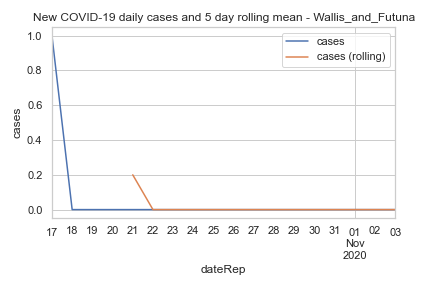 New COVID-19 daily cases and 5 day rolling mean - Wallis_and_Futuna
cases
cases (rolling)
1.0
0.8
0.6
0.4
0.2
0.0
cases
17 18 19 20 21 22 23 24 25 26 27 28 29 30 31 01 02 03
Nov
2020
dateRep